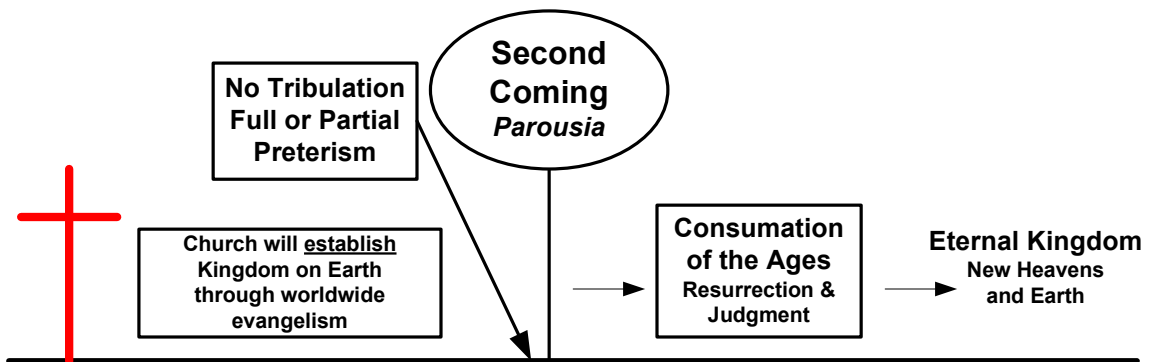 No Tribulation
Full or Partial
Preterism
Second
Coming
Parousia
Church will establish
Kingdom on Earth
through worldwide
evangelism
Consumation
of the Ages
Resurrection &
Judgment
Eternal Kingdom
New Heavens
and Earth